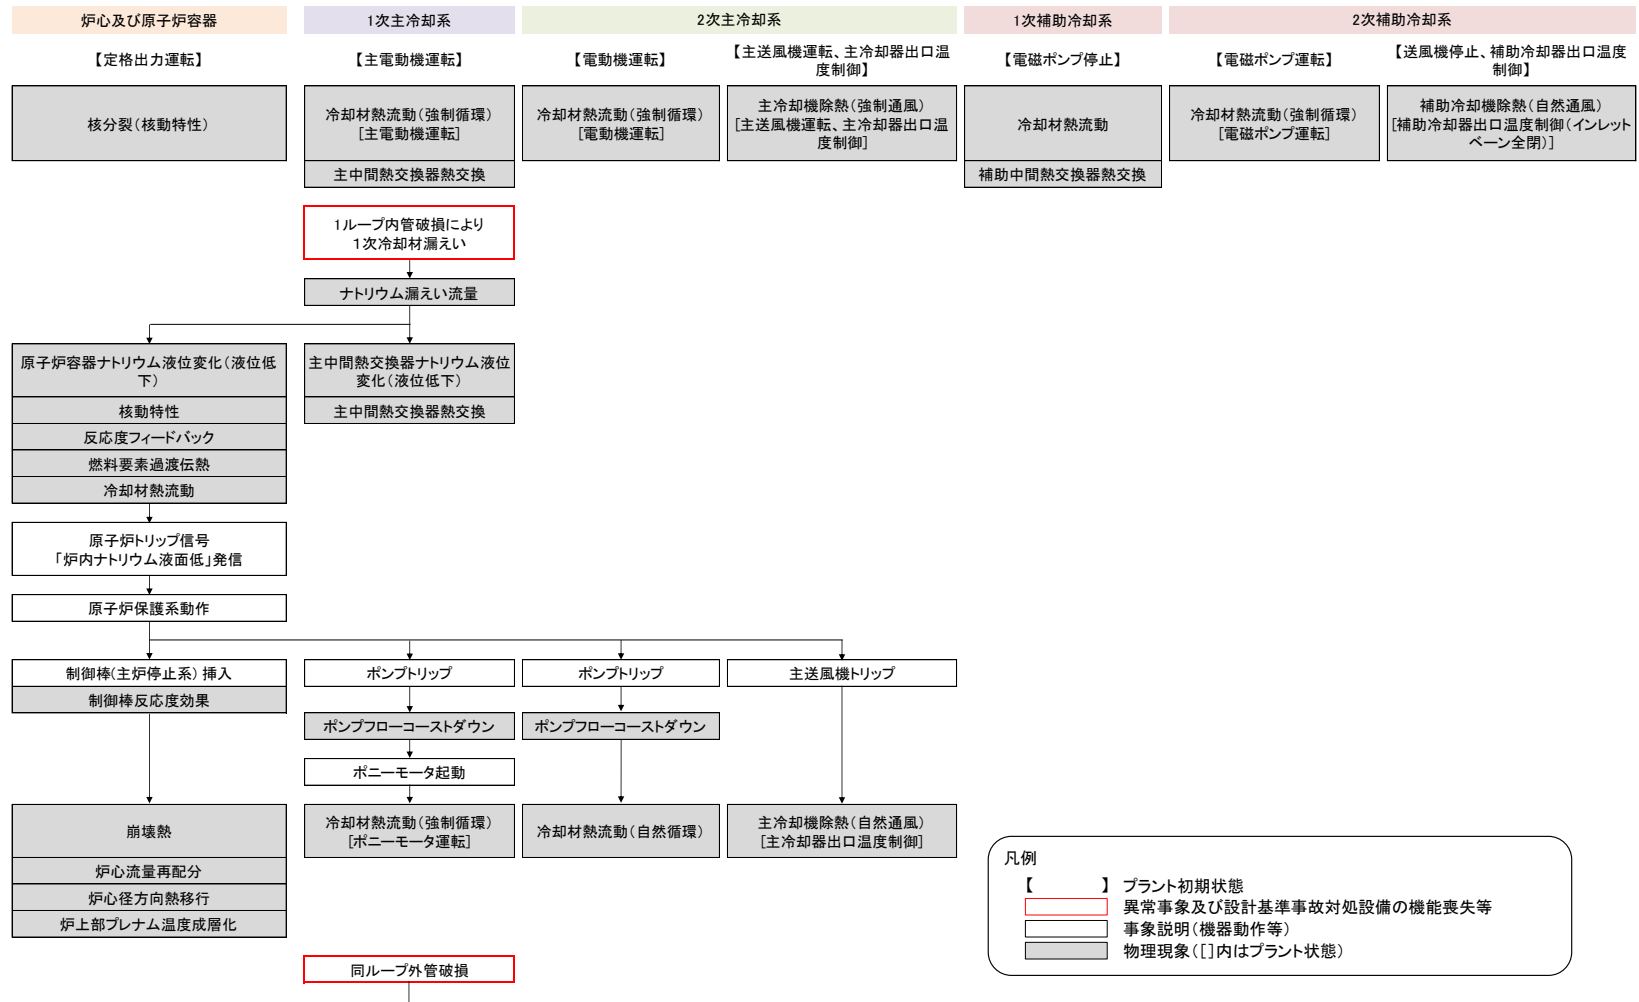 炉心及び原子炉容器
1次主冷却系
2次主冷却系
1次補助冷却系
2次補助冷却系
【定格出力運転】
【主電動機運転】
【電動機運転】
【主送風機運転、主冷却器出口温
度制御】
【電磁ポンプ停止】
【電磁ポンプ運転】
【送風機停止、補助冷却器出口温度
制御】
核分裂(核動特性)
冷却材熱流動(強制循環)
[主電動機運転]
冷却材熱流動(強制循環)
[電動機運転]
主冷却機除熱(強制通風)
[主送風機運転、主冷却器出口温
度制御]
冷却材熱流動
冷却材熱流動(強制循環)
[電磁ポンプ運転]
補助冷却機除熱(自然通風)
[補助冷却器出口温度制御(インレット
ベーン全閉)]
主中間熱交換器熱交換
補助中間熱交換器熱交換
1ループ内管破損により
1次冷却材漏えい
ナトリウム漏えい流量
原子炉容器ナトリウム液位変化(液位低
下)
主中間熱交換器ナトリウム液位
変化(液位低下)
核動特性
主中間熱交換器熱交換
反応度フィードバック
燃料要素過渡伝熱
冷却材熱流動
原子炉トリップ信号
「炉内ナトリウム液面低」発信
原子炉保護系動作
制御棒(主炉停止系)挿入
ポンプトリップ
ポンプトリップ
主送風機トリップ
制御棒反応度効果
ポンプフローコーストダウン
ポンプフローコーストダウン
ポニーモータ起動
崩壊熱
冷却材熱流動(強制循環)
[ポニーモータ運転]
冷却材熱流動(自然循環)
主冷却機除熱(自然通風)
[主冷却器出口温度制御]
炉心流量再配分
炉心径方向熱移行
炉上部プレナム温度成層化
同ループ外管破損
凡例
【 】 プラント初期状態
異常事象及び設計基準事故対処設備の機能喪失等
事象説明(機器動作等)
物理現象([]内はプラント状態)